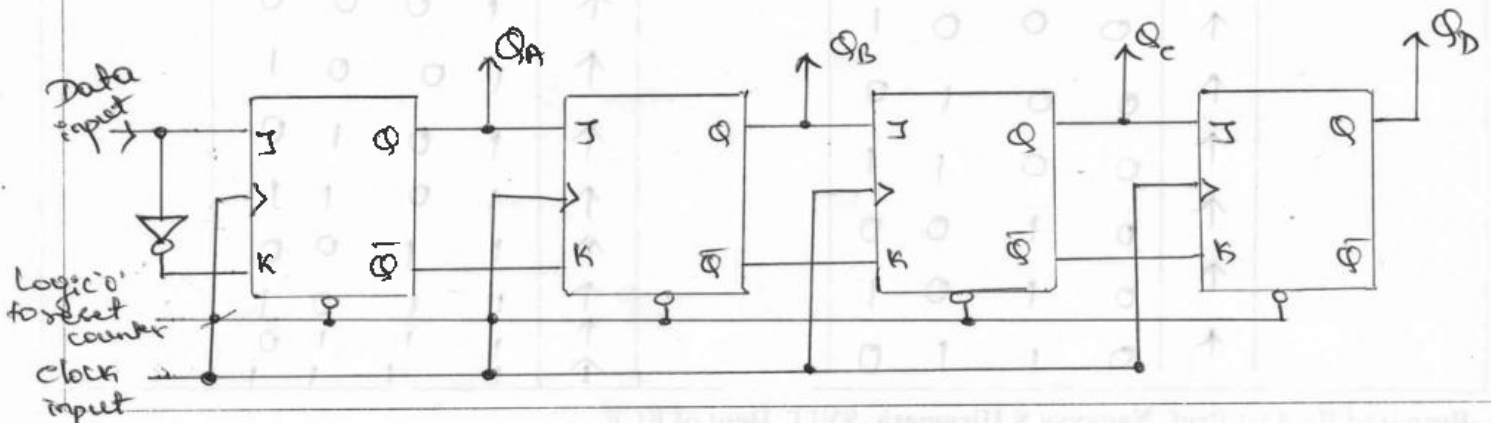 Q_A
Q_B
Q_C
Q_D
Data
input
J Q
J Q
J Q
J Q
K Q̅
K Q̅
K Q̅
K Q̅
Logic '0'
to reset
counter
clock
input